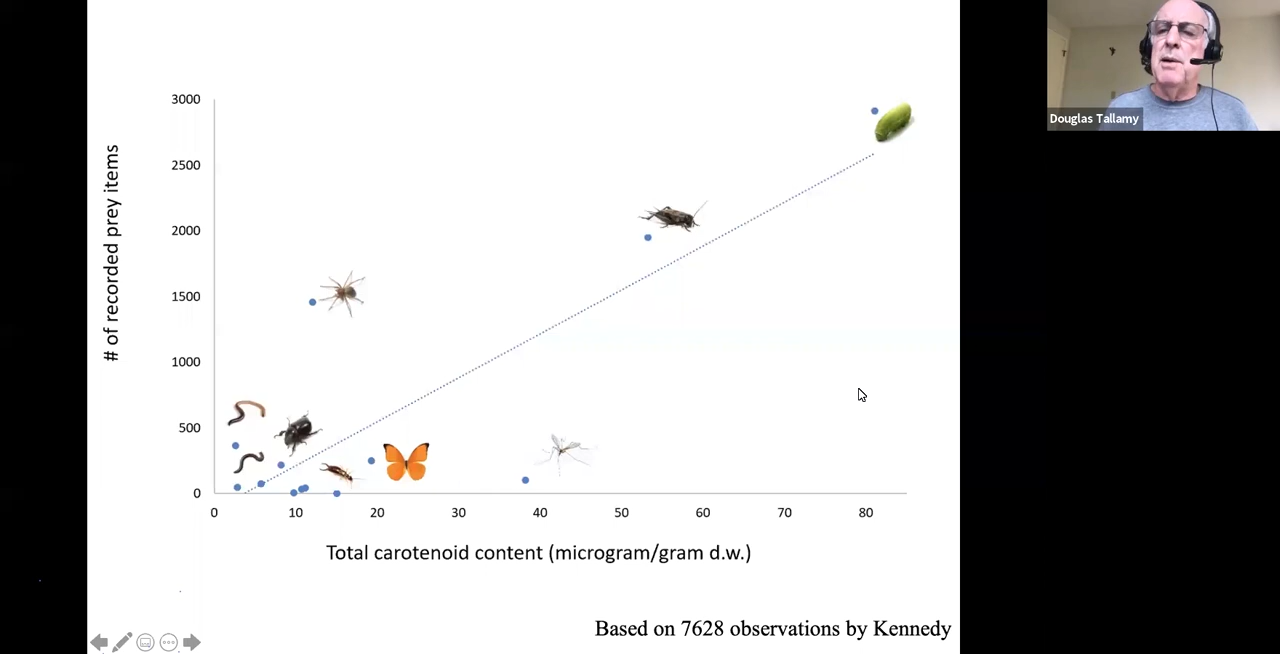 Douglas Tallamy
# of recorded prey items
3000
2500
2000
1500
1000
500
0
0 10 20 30 40 50 60 70 80
Total carotenoid content (microgram/gram d.w.)
Based on 7628 observations by Kennedy